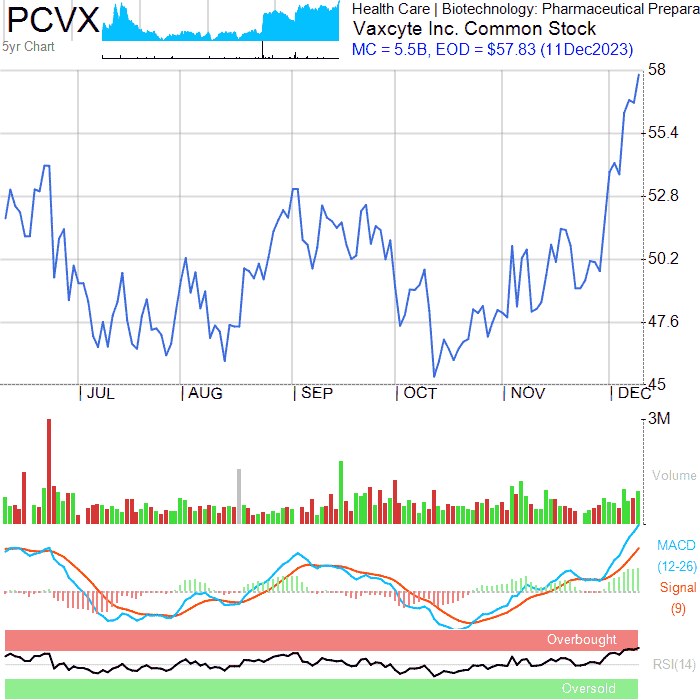 PCVX
5yr Chart
Health Care | Biotechnology: Pharmaceutical Prepara
Vaxcyte Inc. Common Stock
MC = 5.5B, EOD = $57.83 (11Dec2023)
58
55.4
52.8
50.2
47.6
45
| JUL
| AUG
| SEP
| OCT
| NOV
| DEC
3M
Volume
MACD
(12-26)
Signal
(9)
Overbought
RSI(14)
Oversold